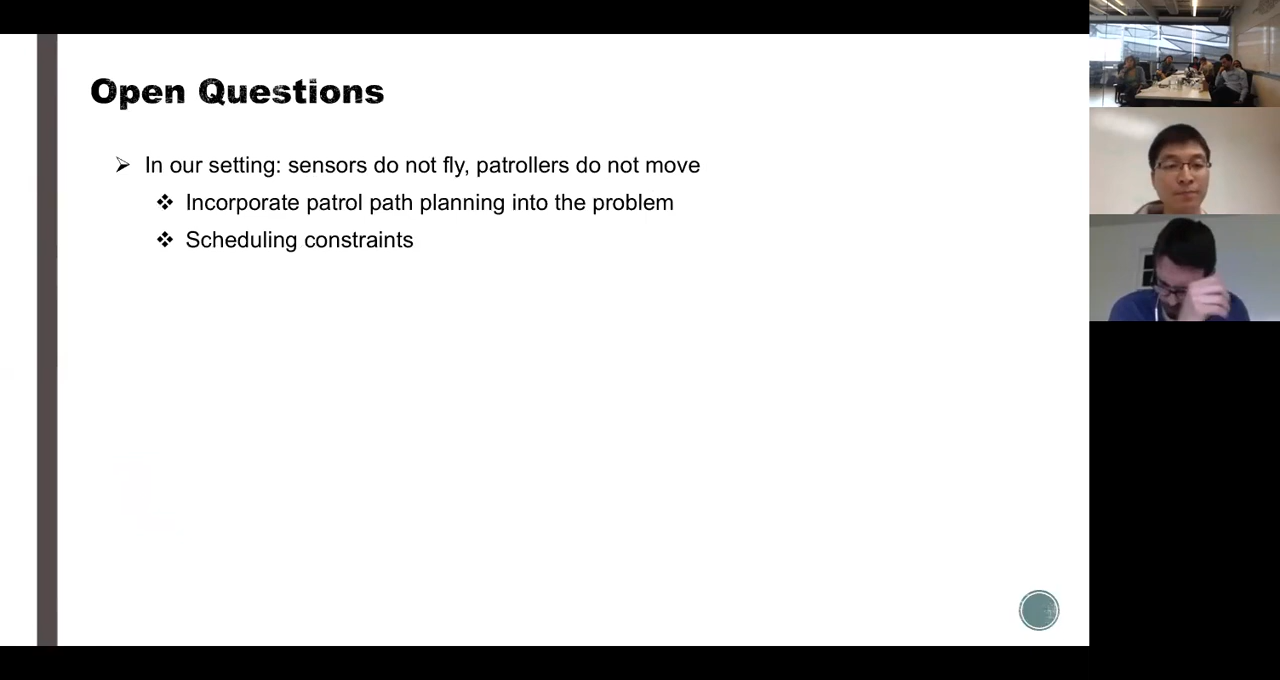 Open Questions
In our setting: sensors do not fly, patrollers do not move
Incorporate patrol path planning into the problem
Scheduling constraints